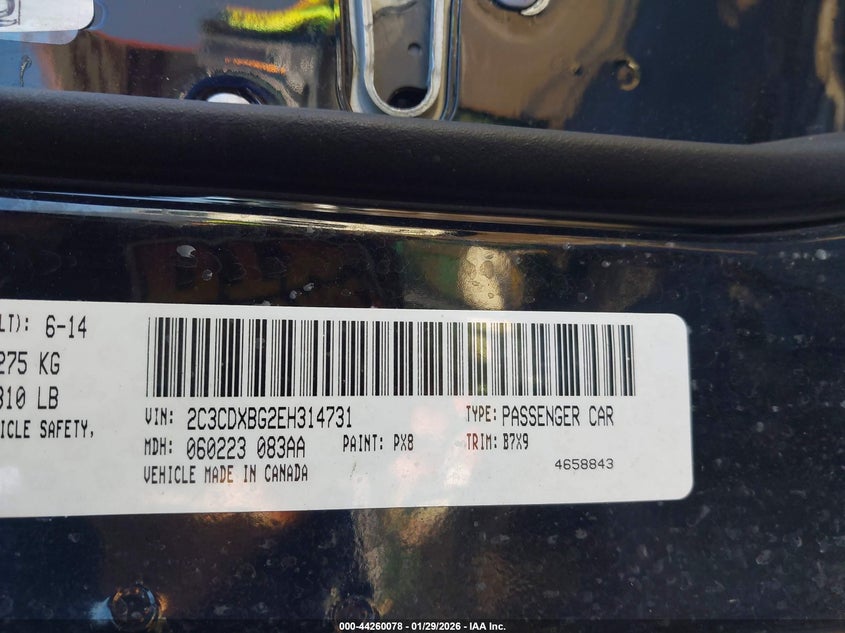 LT): 6-14
275 KG
310 LB
ICLE SAFETY,
VIN: 2C3CDXBG2EH314731 TYPE: PASSENGER CAR
MDH: 060223 083AA PAINT: PX8 TRIM: B7X9
VEHICLE MADE IN CANADA 4658843
000-44260078 - 01/29/2026 - IAA Inc.